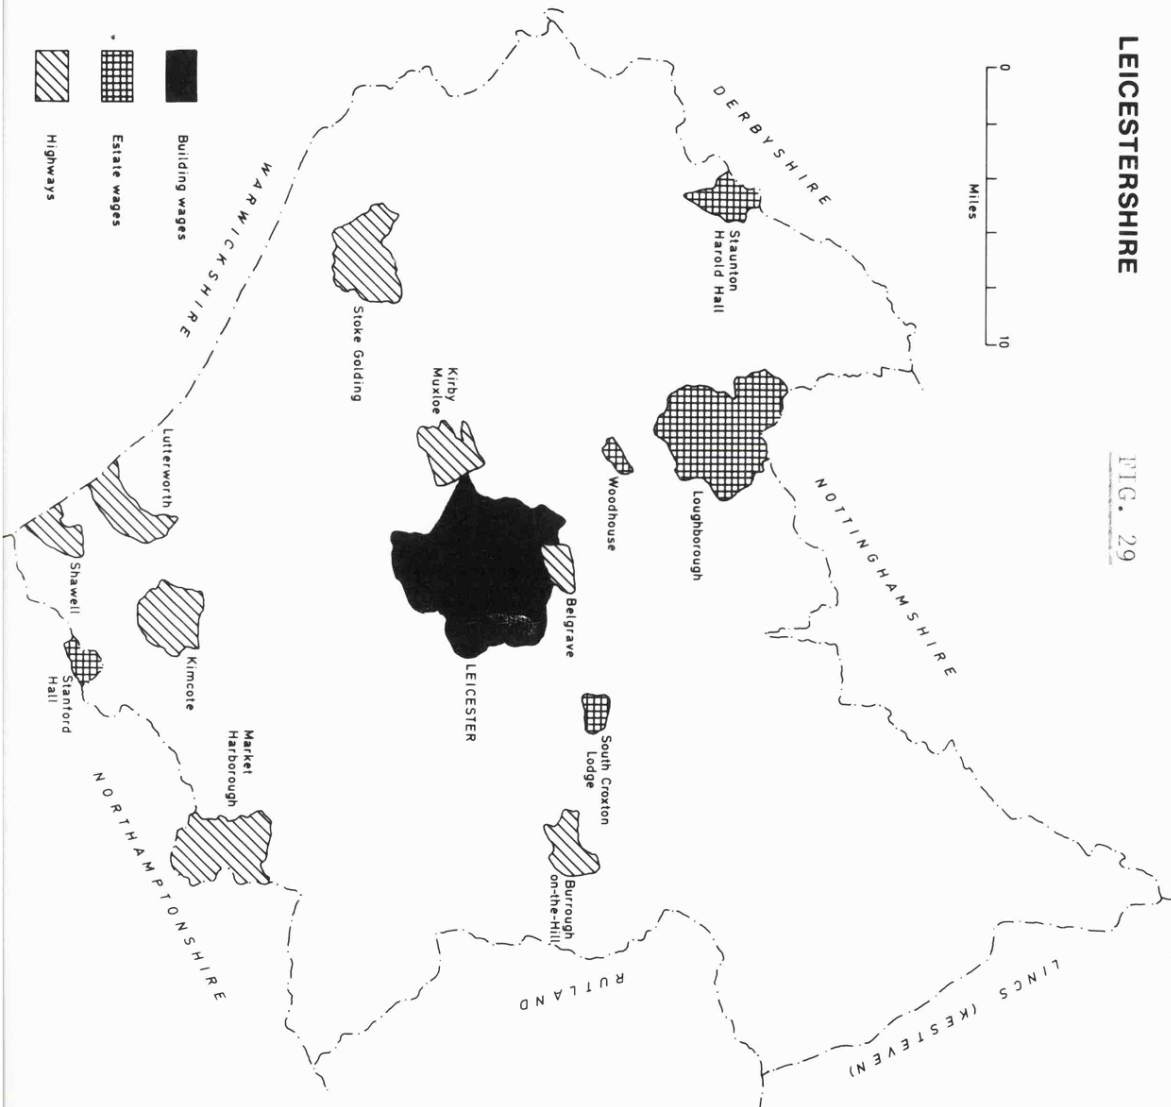 LEICESTERSHIRE
FIG. 29
0
10
Miles
DERBYSHIRE
NOTTINGHAMSHIRE
LINCS (KESTEVEN)
RUTLAND
NORTHAMPTONSHIRE
WARWICKSHIRE
Staunton
Harold Hall
Loughborough
Woodhouse
South Croxton
Lodge
Burrough
on-the-Hill
Belgrave
LEICESTER
Kirby
Muxloe
Stoke Golding
Market
Harborough
Kimcote
Lutterworth
Shawell
Stanford
Hall
Building wages
Estate wages
Highways